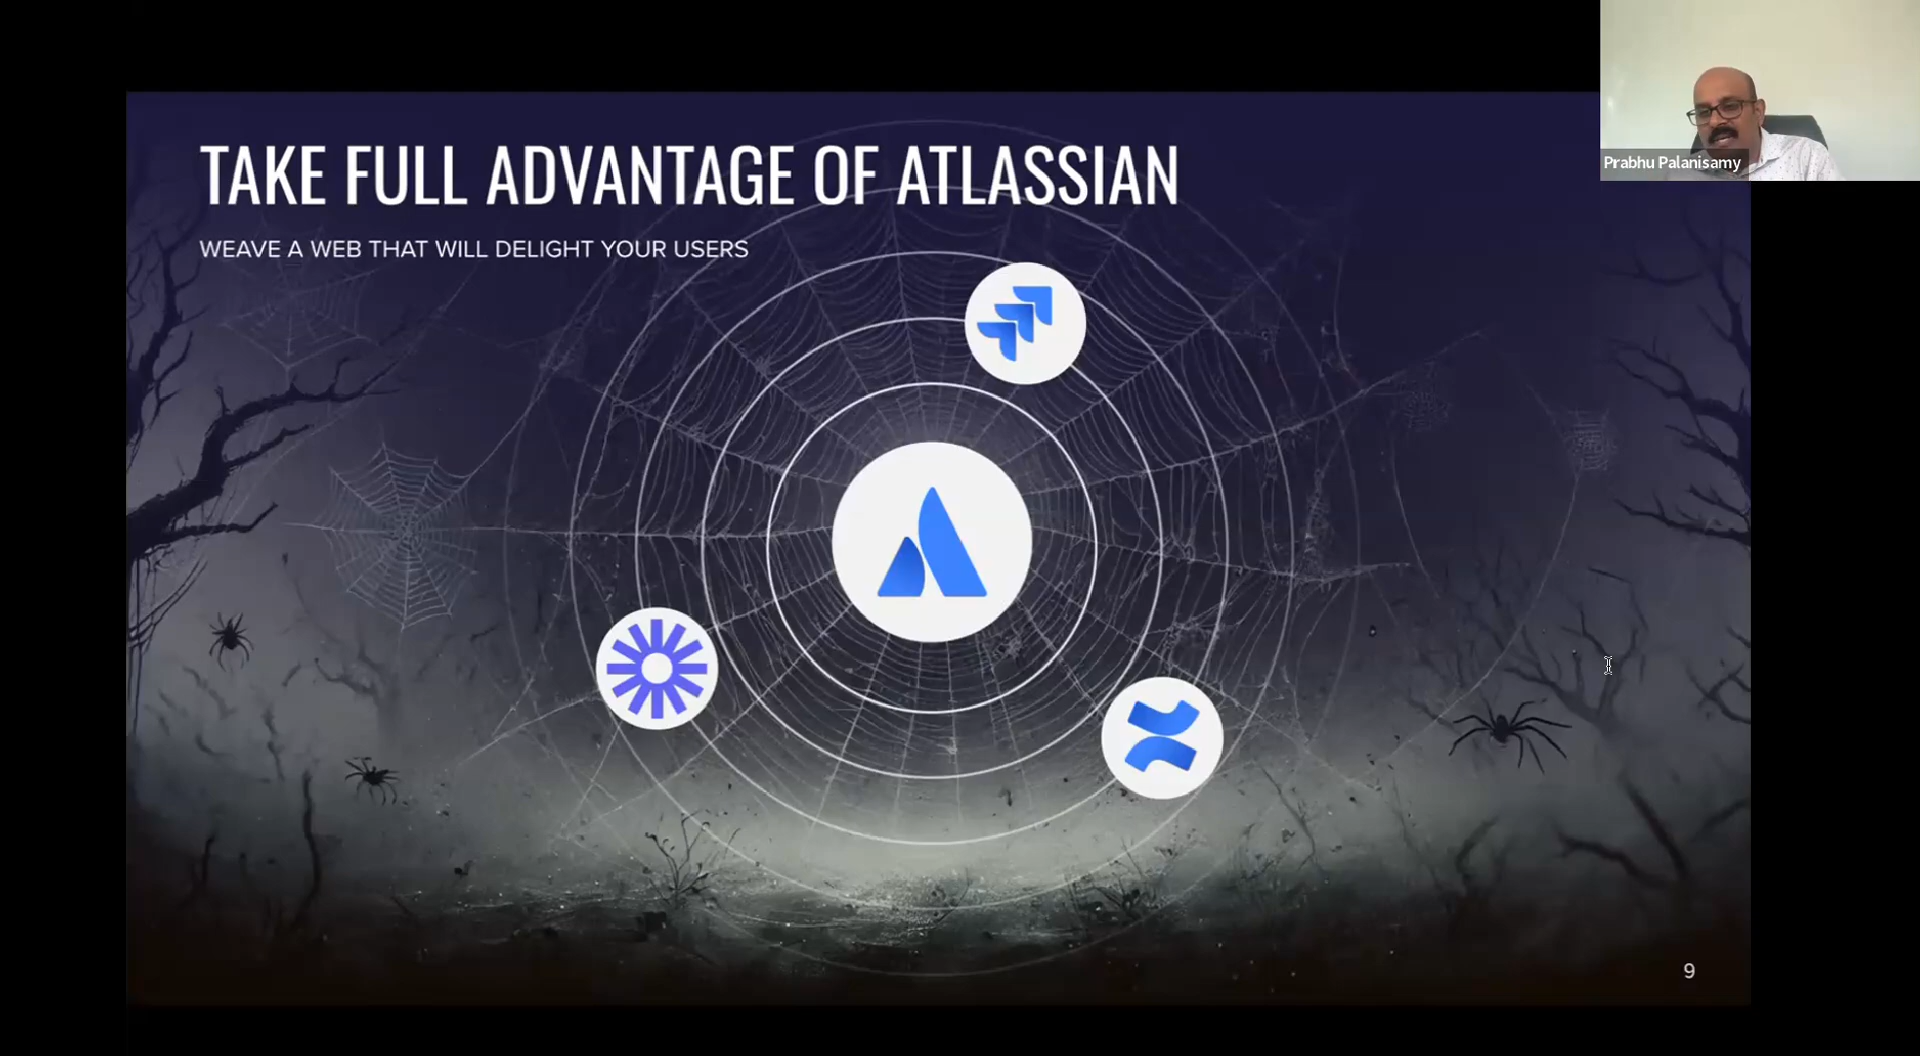 TAKE FULL ADVANTAGE OF ATLASSIAN
WEAVE A WEB THAT WILL DELIGHT YOUR USERS
Prabhu Palanisamy
9